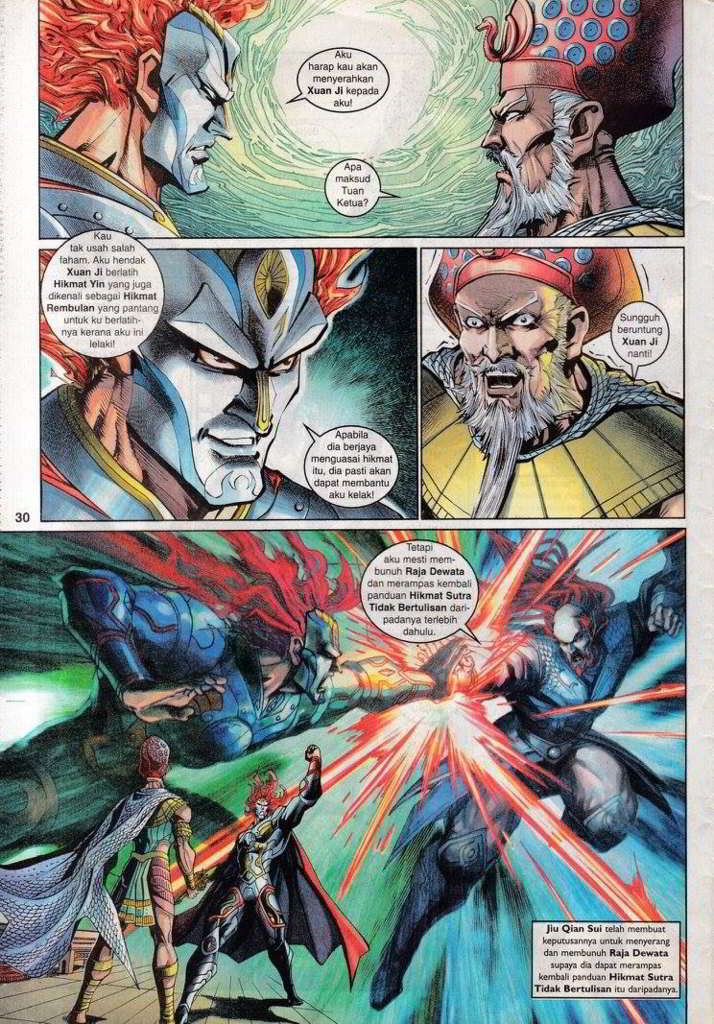 Aku
harap kau akan
menyerahkan
Xuan Ji kepada
aku!
Apa
maksud
Tuan
Ketua?
Kau
tak usah salah
faham. Aku hendak
Xuan Ji berlatih
Hikmat Yin yang juga
dikenali sebagai Hikmat
Rembulan yang pantang
untuk ku berlatih-
nya kerana aku ini
lelaki!
Apabila
dia berjaya
menguasai hikmat
itu, dia pasti akan
dapat membantu
aku kelak!
Sungguh
beruntung
Xuan Ji
nanti!
30
Tetapi
aku mesti mem-
bunuh Raja Dewata
dan merampas kembali
panduan Hikmat Sutra
Tidak Bertulisan dari-
padanya terlebih
dahulu.
Jiu Qian Sui telah membuat
keputusannya untuk menyerang
dan membunuh Raja Dewata
supaya dia dapat merampas
kembali panduan Hikmat Sutra
Tidak Bertulisan itu daripadanya.